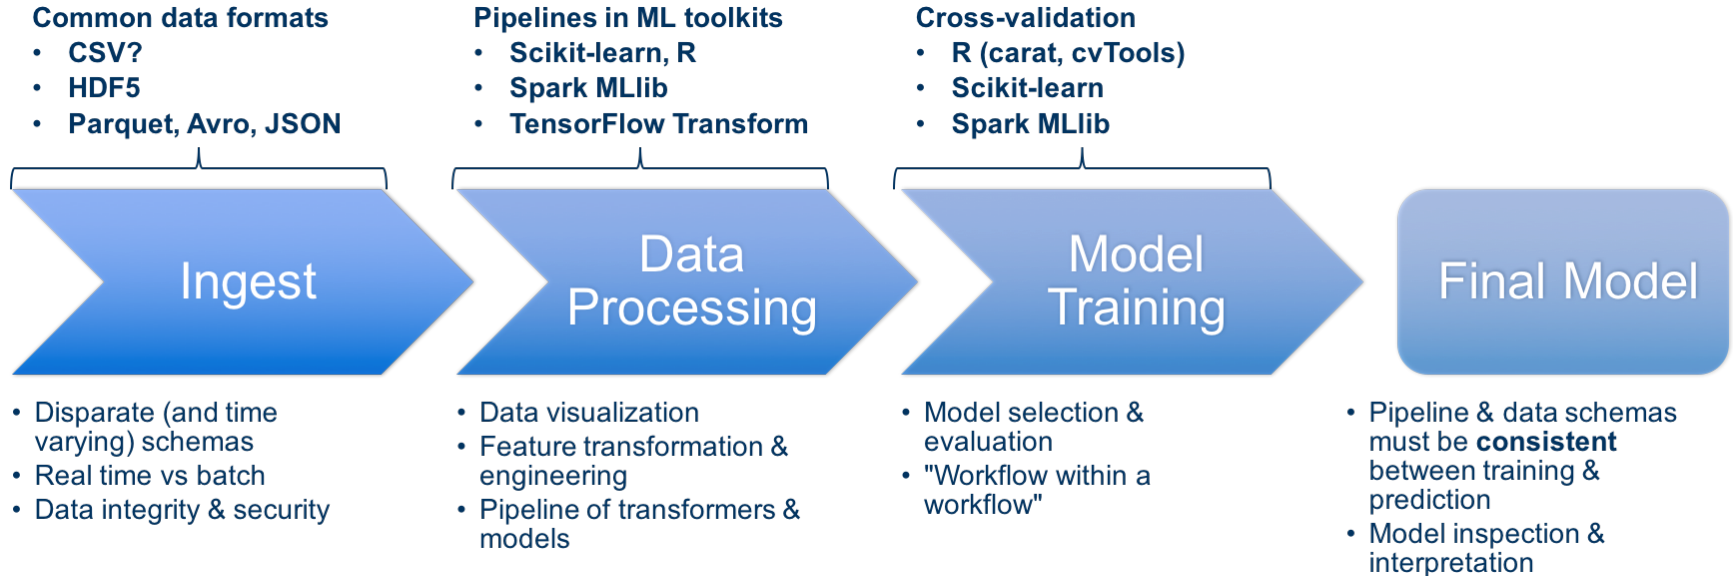 Common data formats
• CSV?
• HDF5
• Parquet, Avro, JSON
Pipelines in ML toolkits
• Scikit-learn, R
• Spark MLlib
• TensorFlow Transform
Cross-validation
• R (carat, cvTools)
• Scikit-learn
• Spark MLlib
Ingest
Data
Processing
Model
Training
Final Model
• Disparate (and time
varying) schemas
• Real time vs batch
• Data integrity & security
• Data visualization
• Feature transformation &
engineering
• Pipeline of transformers &
models
• Model selection &
evaluation
• "Workflow within a
workflow"
• Pipeline & data schemas
must be consistent
between training &
prediction
• Model inspection &
interpretation